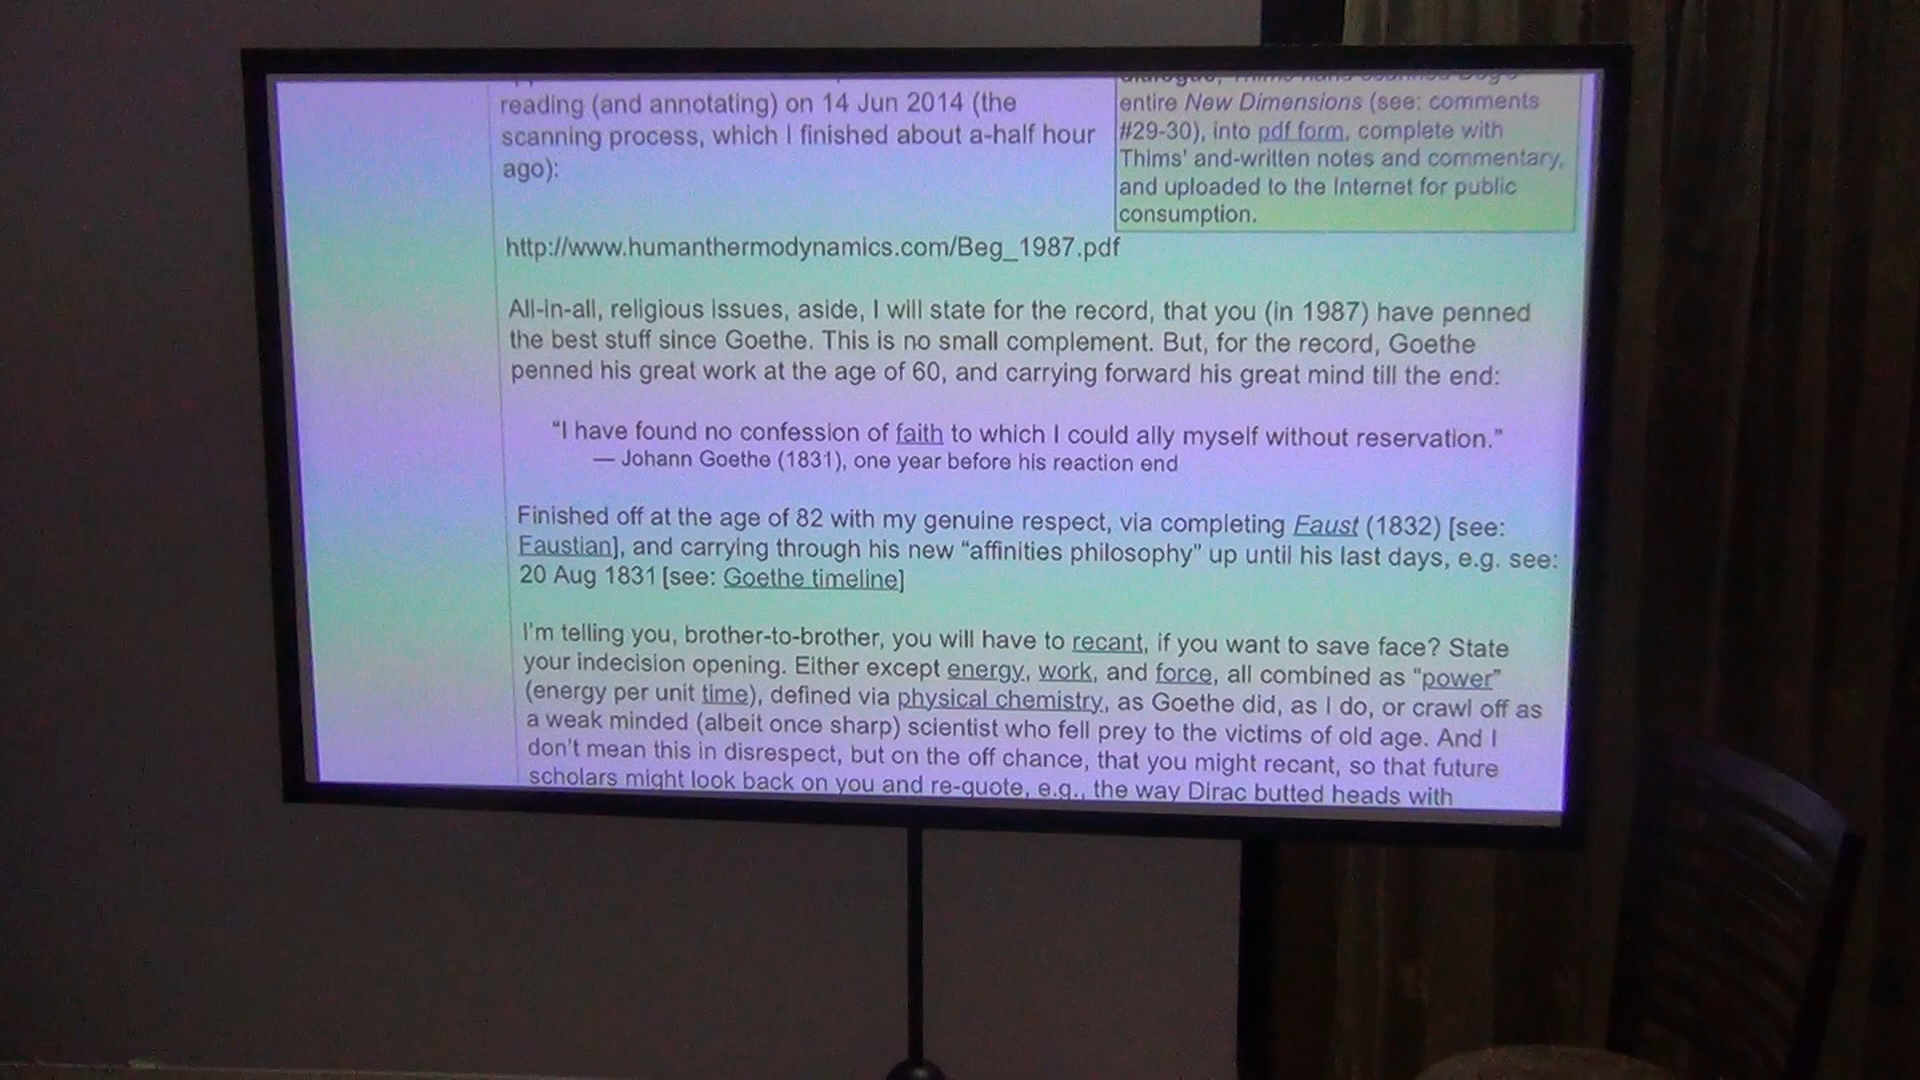 reading (and annotating) on 14 Jun 2014 (the
scanning process, which I finished about a-half hour
ago):
entire New Dimensions (see: comments
#29-30), into pdf form, complete with
Thims' and-written notes and commentary,
and uploaded to the Internet for public
consumption.
http://www.humanthermodynamics.com/Beg_1987.pdf
All-in-all, religious issues, aside, I will state for the record, that you (in 1987) have penned
the best stuff since Goethe. This is no small complement. But, for the record, Goethe
penned his great work at the age of 60, and carrying forward his great mind till the end:
“I have found no confession of faith to which I could ally myself without reservation.”
— Johann Goethe (1831), one year before his reaction end
Finished off at the age of 82 with my genuine respect, via completing Faust (1832) [see:
Faustian], and carrying through his new “affinities philosophy” up until his last days, e.g. see:
20 Aug 1831 [see: Goethe timeline]
I'm telling you, brother-to-brother, you will have to recant, if you want to save face? State
your indecision opening. Either except energy, work, and force, all combined as “power”
(energy per unit time), defined via physical chemistry, as Goethe did, as I do, or crawl off as
a weak minded (albeit once sharp) scientist who fell prey to the victims of old age. And I
don't mean this in disrespect, but on the off chance, that you might recant, so that future
scholars might look back on you and re-quote, e.g., the way Dirac butted heads with